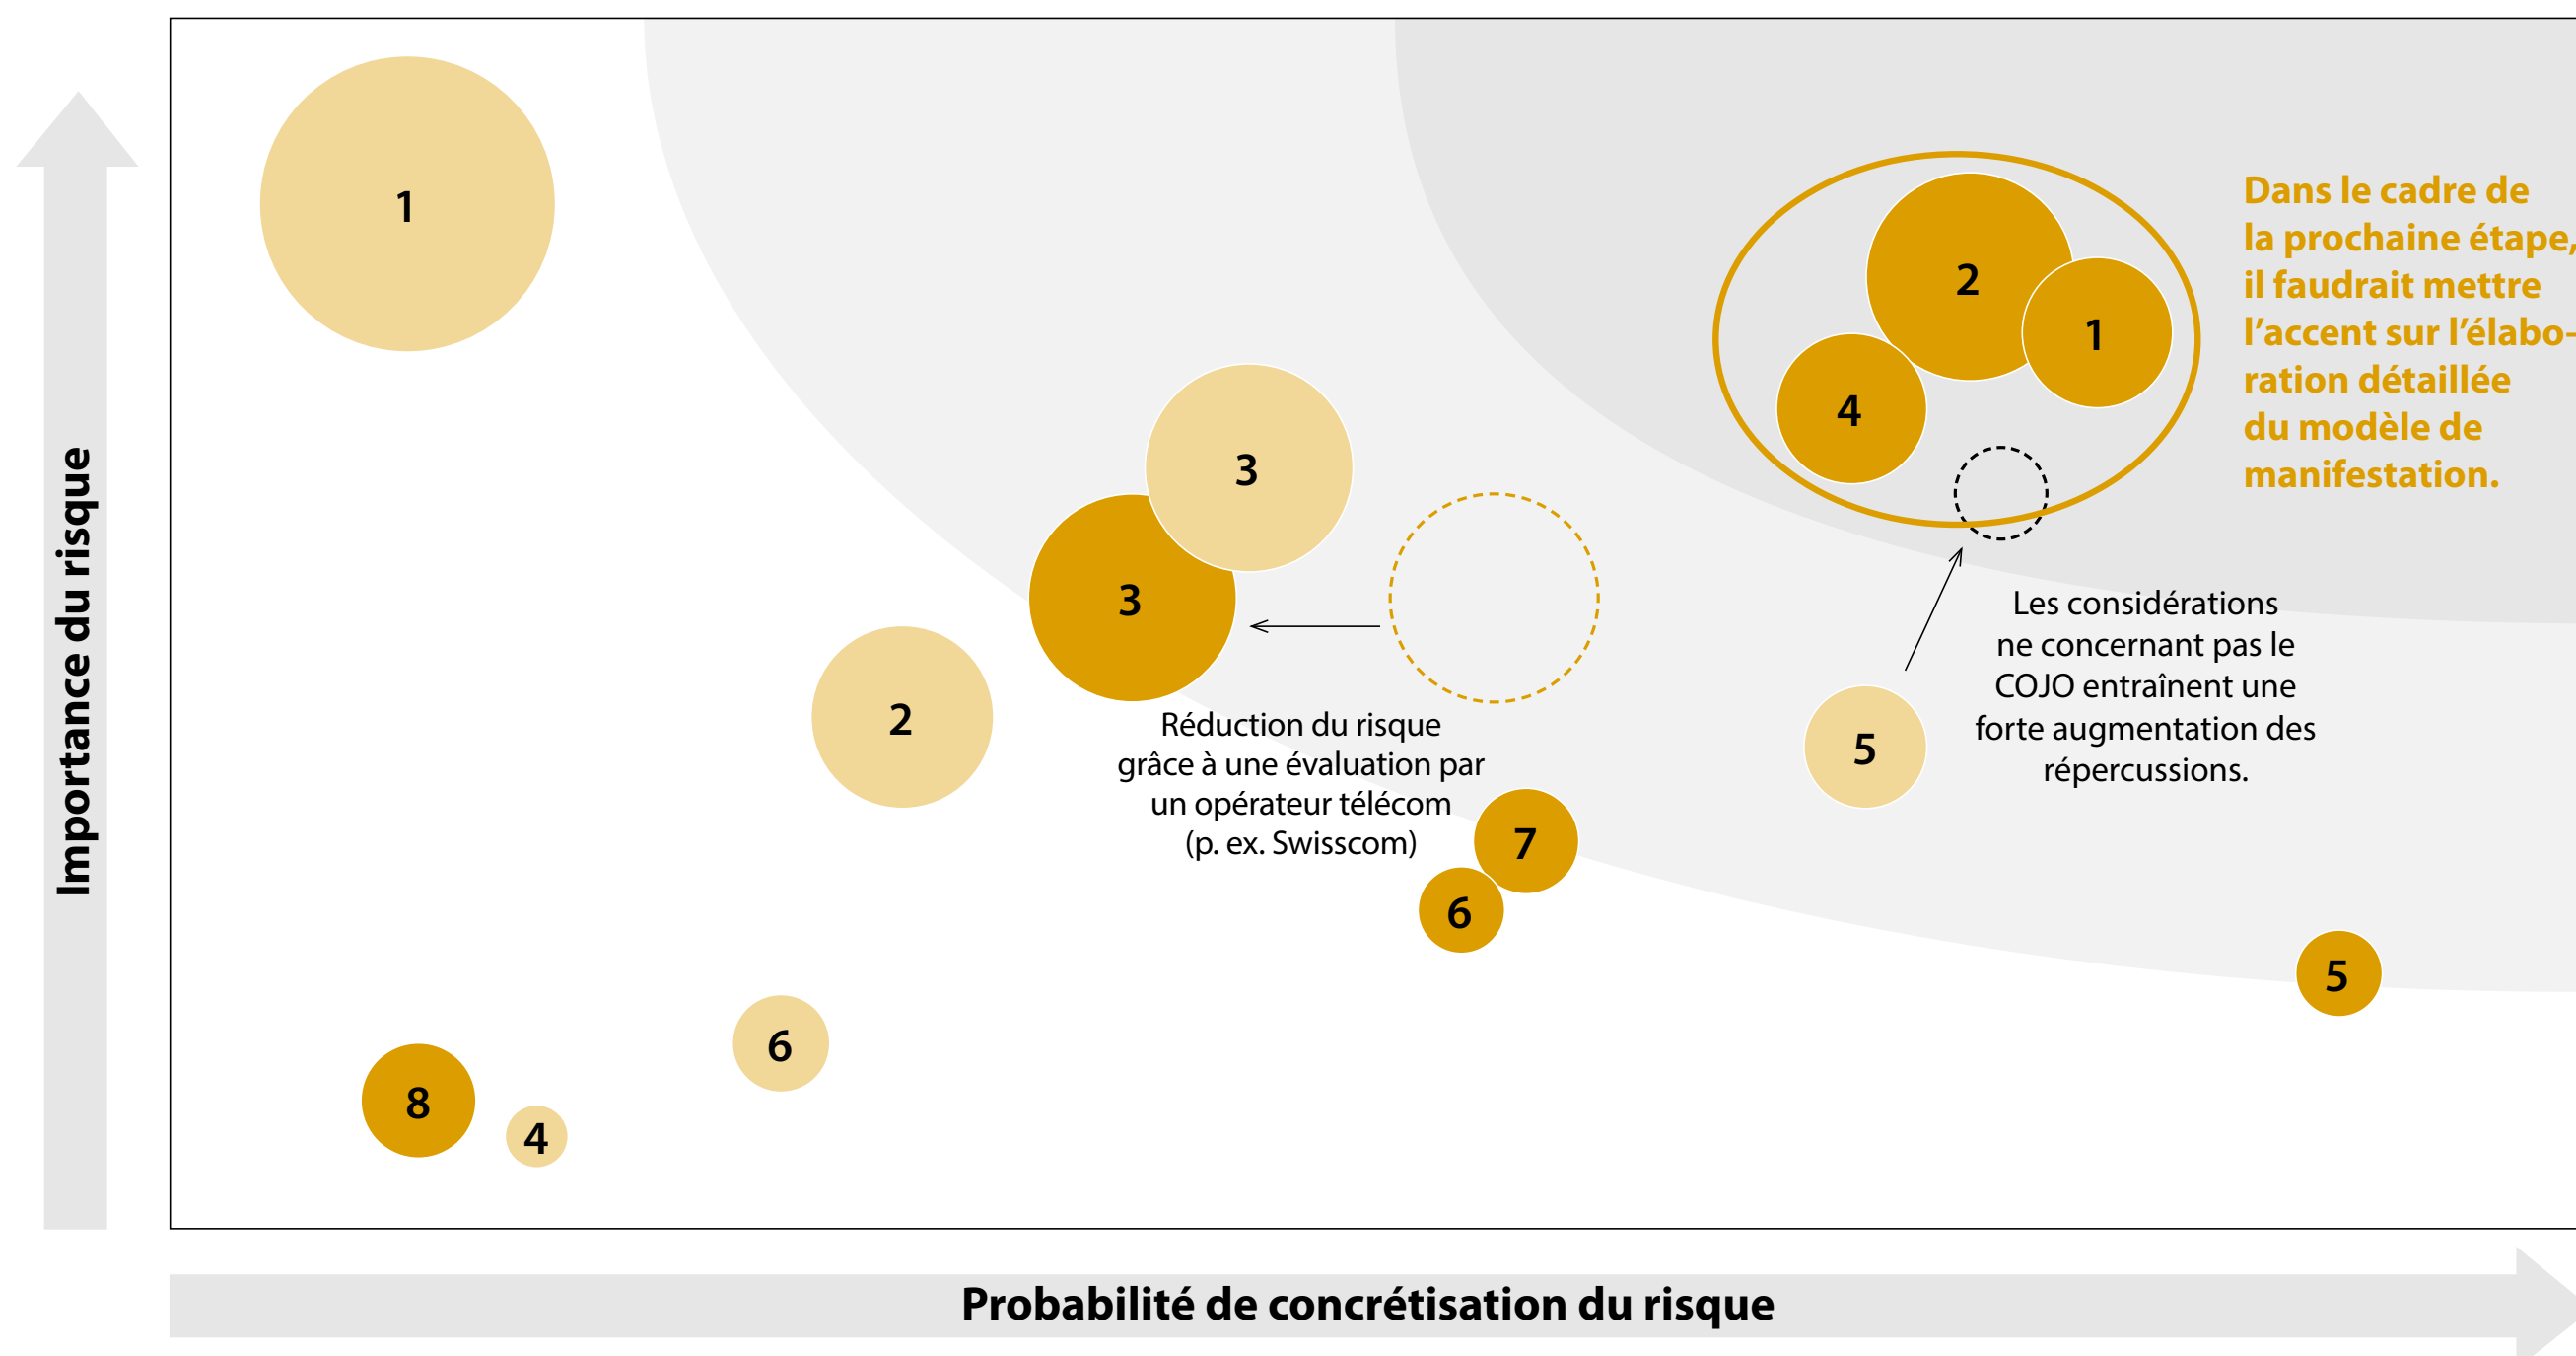 Importance du risque
1
2
1
4
Dans le cadre de
la prochaine étape,
il faudrait mettre
l’accent sur l’élabo-
ration détaillée
du modèle de
manifestation.
3
3
2
Réduction du risque
grâce à une évaluation par
un opérateur télécom
(p. ex. Swisscom)
Les considérations
ne concernant pas le
COJO entraînent une
forte augmentation des
répercussions.
5
7
6
5
6
8
4
Probabilité de concrétisation du risque